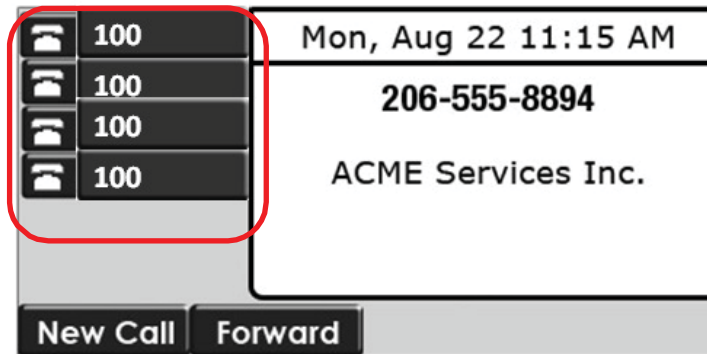 100
100
100
100
Mon, Aug 22 11:15 AM
206-555-8894
ACME Services Inc.
New Call
Forward